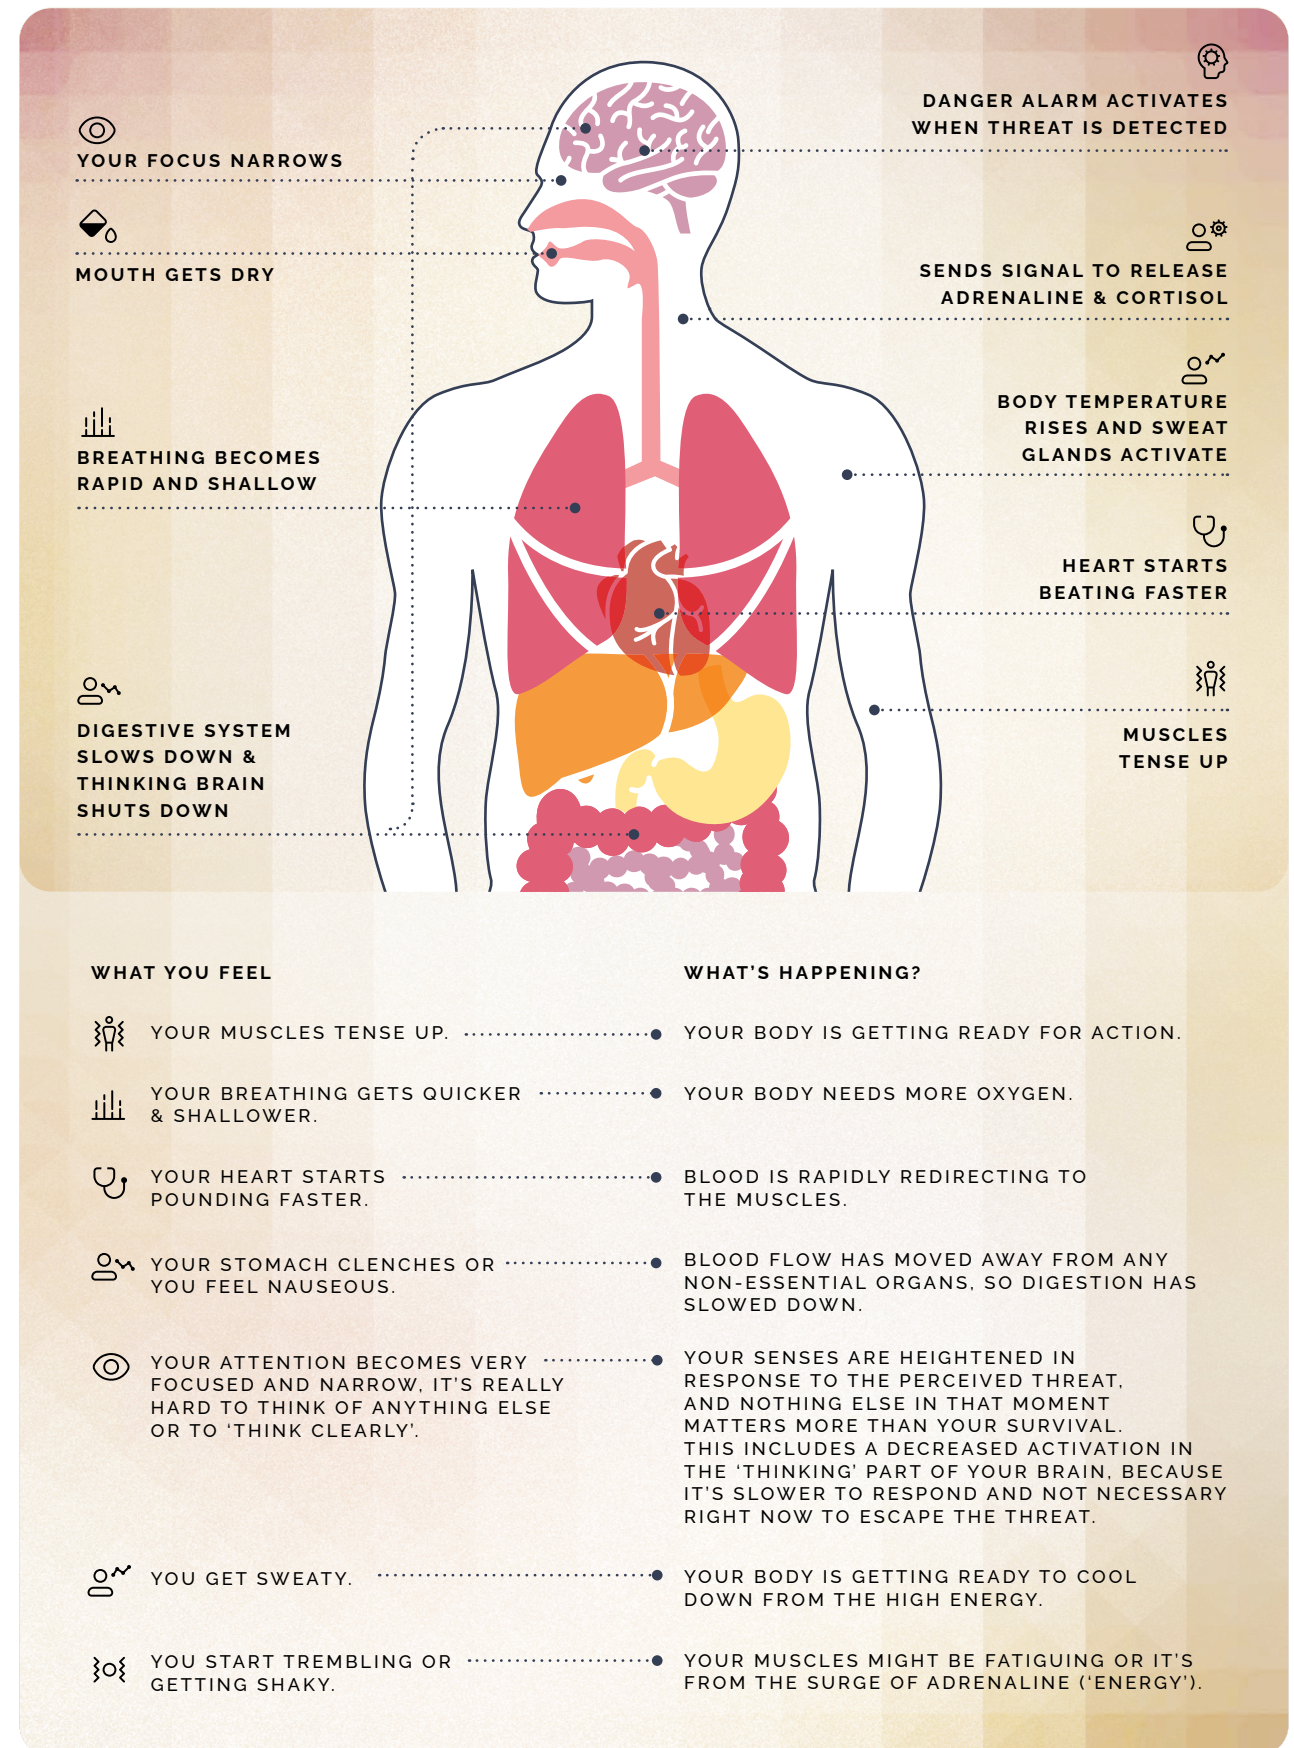 YOUR FOCUS NARROWS
MOUTH GETS DRY
BREATHING BECOMES
RAPID AND SHALLOW
DIGESTIVE SYSTEM
SLOWS DOWN &
THINKING BRAIN
SHUTS DOWN
DANGER ALARM ACTIVATES
WHEN THREAT IS DETECTED
SENDS SIGNAL TO RELEASE
ADRENALINE & CORTISOL
BODY TEMPERATURE
RISES AND SWEAT
GLANDS ACTIVATE
HEART STARTS
BEATING FASTER
MUSCLES
TENSE UP
WHAT YOU FEEL
WHAT'S HAPPENING?
YOUR MUSCLES TENSE UP.
YOUR BODY IS GETTING READY FOR ACTION.
YOUR BREATHING GETS QUICKER
& SHALLOWER.
YOUR BODY NEEDS MORE OXYGEN.
YOUR HEART STARTS
POUNDING FASTER.
BLOOD IS RAPIDLY REDIRECTING TO
THE MUSCLES.
YOUR STOMACH CLENCHES OR
YOU FEEL NAUSEOUS.
BLOOD FLOW HAS MOVED AWAY FROM ANY
NON-ESSENTIAL ORGANS, SO DIGESTION HAS
SLOWED DOWN.
YOUR ATTENTION BECOMES VERY
FOCUSED AND NARROW, IT'S REALLY
HARD TO THINK OF ANYTHING ELSE
OR TO 'THINK CLEARLY'.
YOUR SENSES ARE HEIGHTENED IN
RESPONSE TO THE PERCEIVED THREAT,
AND NOTHING ELSE IN THAT MOMENT
MATTERS MORE THAN YOUR SURVIVAL.
THIS INCLUDES A DECREASED ACTIVATION IN
THE 'THINKING' PART OF YOUR BRAIN, BECAUSE
IT'S SLOWER TO RESPOND AND NOT NECESSARY
RIGHT NOW TO ESCAPE THE THREAT.
YOU GET SWEATY.
YOUR BODY IS GETTING READY TO COOL
DOWN FROM THE HIGH ENERGY.
YOU START TREMBLING OR
GETTING SHAKY.
YOUR MUSCLES MIGHT BE FATIGUING OR IT'S
FROM THE SURGE OF ADRENALINE ('ENERGY').